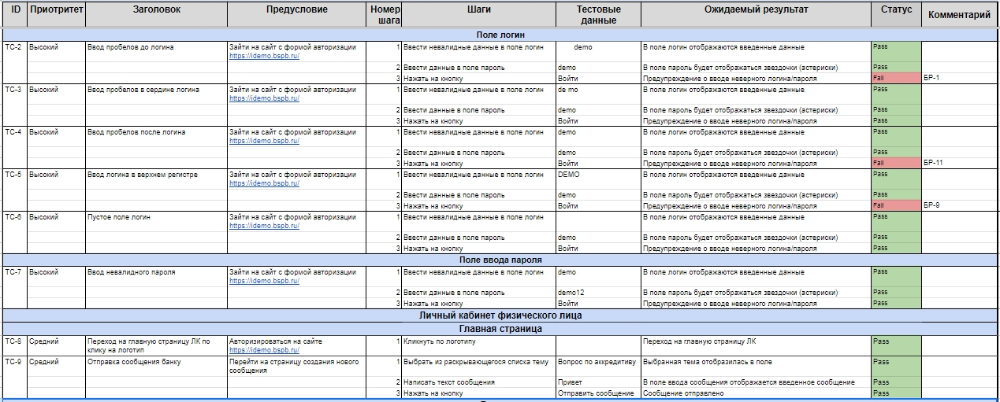 ID Приотритет Заголовок Предусловие Номер шага Шаги Тестовые данные Ожидаемый результат Статус Комментарий
Поле логин
TC-2 Высокий Ввод пробелов до логина Зайти на сайт с формой авторизации 1 Ввести невалидные данные в поле логин demo В поле логин отображаются введенные данные Pass
https://idemo.bspb.ru/
2 Ввести данные в поле пароль demo В поле пароль будет отображаться звездочки (астериски) Pass
3 Нажать на кнопку Войти Предупреждение о вводе неверного логина/пароля Fail БР-1
TC-3 Высокий Ввод пробелов в сердине логина Зайти на сайт с формой авторизации 1 Ввести невалидные данные в поле логин de mo В поле логин отображаются введенные данные Pass
https://idemo.bspb.ru/
2 Ввести данные в поле пароль demo В поле пароль будет отображаться звездочки (астериски) Pass
3 Нажать на кнопку Войти Предупреждение о вводе неверного логина/пароля Pass
TC-4 Высокий Ввод пробелов после логина Зайти на сайт с формой авторизации 1 Ввести невалидные данные в поле логин demo В поле логин отображаются введенные данные Pass
https://idemo.bspb.ru/
2 Ввести данные в поле пароль demo В поле пароль будет отображаться звездочки (астериски) Pass
3 Нажать на кнопку Войти Предупреждение о вводе неверного логина/пароля Fail БР-11
TC-5 Высокий Ввод логина в верхнем регистре Зайти на сайт с формой авторизации 1 Ввести невалидные данные в поле логин DEMO В поле логин отображаются введенные данные Pass
https://idemo.bspb.ru/
2 Ввести данные в поле пароль demo В поле пароль будет отображаться звездочки (астериски) Pass
3 Нажать на кнопку Войти Предупреждение о вводе неверного логина/пароля Fail БР-9
TC-6 Высокий Пустое поле логин Зайти на сайт с формой авторизации 1 Ввести невалидные данные в поле логин В поле логин отображаются введенные данные Pass
https://idemo.bspb.ru/
2 Ввести данные в поле пароль demo В поле пароль будет отображаться звездочки (астериски) Pass
3 Нажать на кнопку Войти Предупреждение о вводе неверного логина/пароля Pass
Поле ввода пароля
TC-7 Высокий Ввод невалидного пароля Зайти на сайт с формой авторизации 1 Ввести невалидные данные в поле логин demo В поле логин отображаются введенные данные Pass
https://idemo.bspb.ru/
2 Ввести данные в поле пароль demo12 В поле пароль будет отображаться звездочки (астериски) Pass
3 Нажать на кнопку Войти Предупреждение о вводе неверного логина/пароля Pass
Личный кабинет физического лица
Главная страница
TC-8 Средний Переход на главную страницу ЛК по Авторизироваться на сайте 1 Кликнуть по логотипу Переход на главную страницу ЛК Pass
клику на логотип https://idemo.bspb.ru/
TC-9 Средний Отправка сообщения банку Перейти на страницу создания нового 1 Выбрать из раскрывающегося списка тему Вопрос по аккредитиву Выбранная тема отобразилась в поле Pass
сообщения
2 Написать текст сообщения Привет В поле ввода сообщения отображается введенное сообщение Pass
3 Нажать на кнопку Отправить сообщение Сообщение отправлено Pass